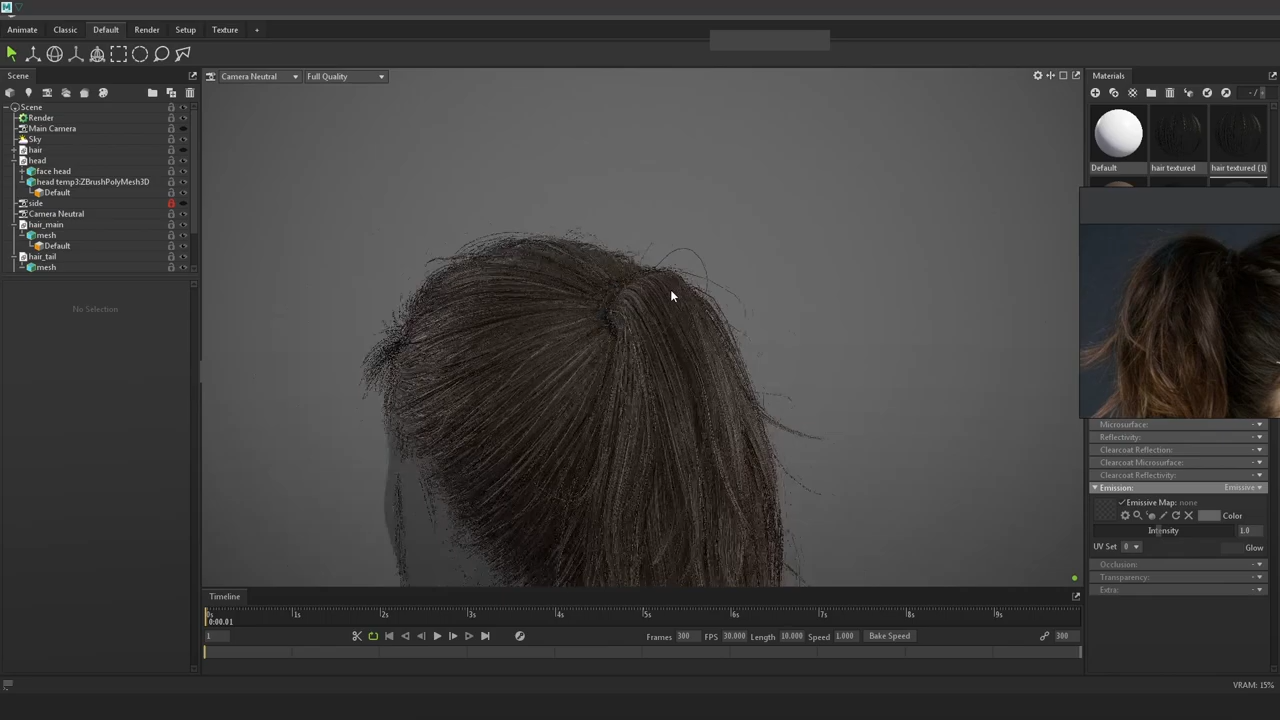 Animate Classic Default Render Setup Texture +
Scene
Camera Neutral Full Quality
Materials
- /
Scene
Render
Main Camera
Sky
hair
head
face head
head temp3:ZBrushPolyMesh3D
Default
side
Camera Neutral
hair_main
mesh
Default
hair_tail
mesh
No Selection
Default hair textured hair textured (1)
Microsurface:
Reflectivity:
Clearcoat Reflection:
Clearcoat Microsurface:
Clearcoat Reflectivity:
Emission: Emissive
Emissive Map: none
Color
Intensity 1.0
UV Set 0 Glow
Occlusion:
Transparency:
Extra:
Timeline
1s 2s 3s 4s 5s 6s 7s 8s 9s
0:00.01
1 Frames 300 FPS 30.000 Length 10.000 Speed 1.000 Bake Speed 300
VRAM: 15%